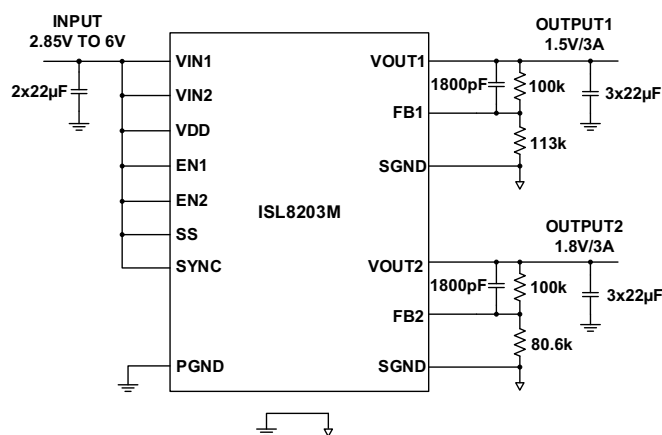 INPUT
2.85V TO 6V
2x22µF
VIN1
VIN2
VDD
EN1
EN2
SS
SYNC
PGND
ISL8203M
VOUT1
FB1
SGND
VOUT2
FB2
SGND
OUTPUT1
1.5V/3A
1800pF
100k
3x22µF
113k
OUTPUT2
1.8V/3A
1800pF
100k
3x22µF
80.6k